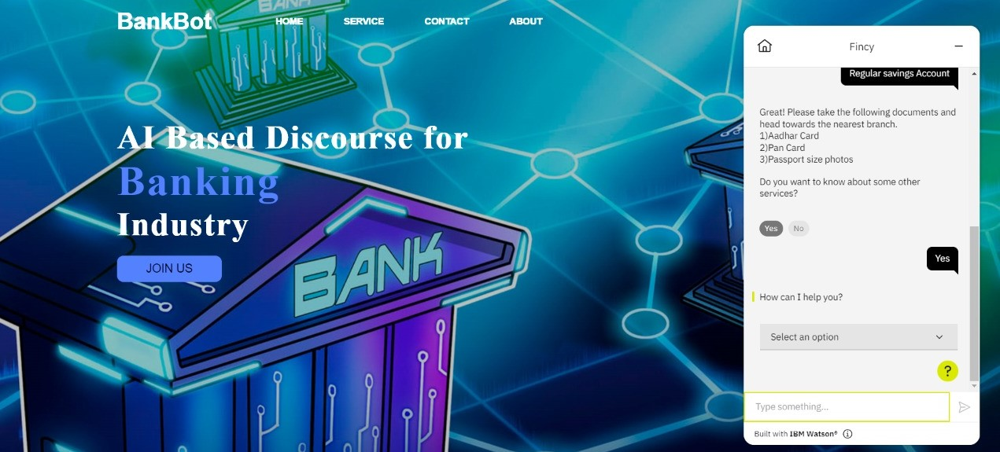 BankBot
HOME SERVICE CONTACT ABOUT
AI Based Discourse for
Banking
Industry
JOIN US
BANK
Fincy
Regular savings Account
Great! Please take the following documents and
head towards the nearest branch.
1)Aadhar Card
2)Pan Card
3)Passport size photos
Do you want to know about some other
services?
Yes No
Yes
How can I help you?
Select an option
?
Type something...
Built with IBM Watson®